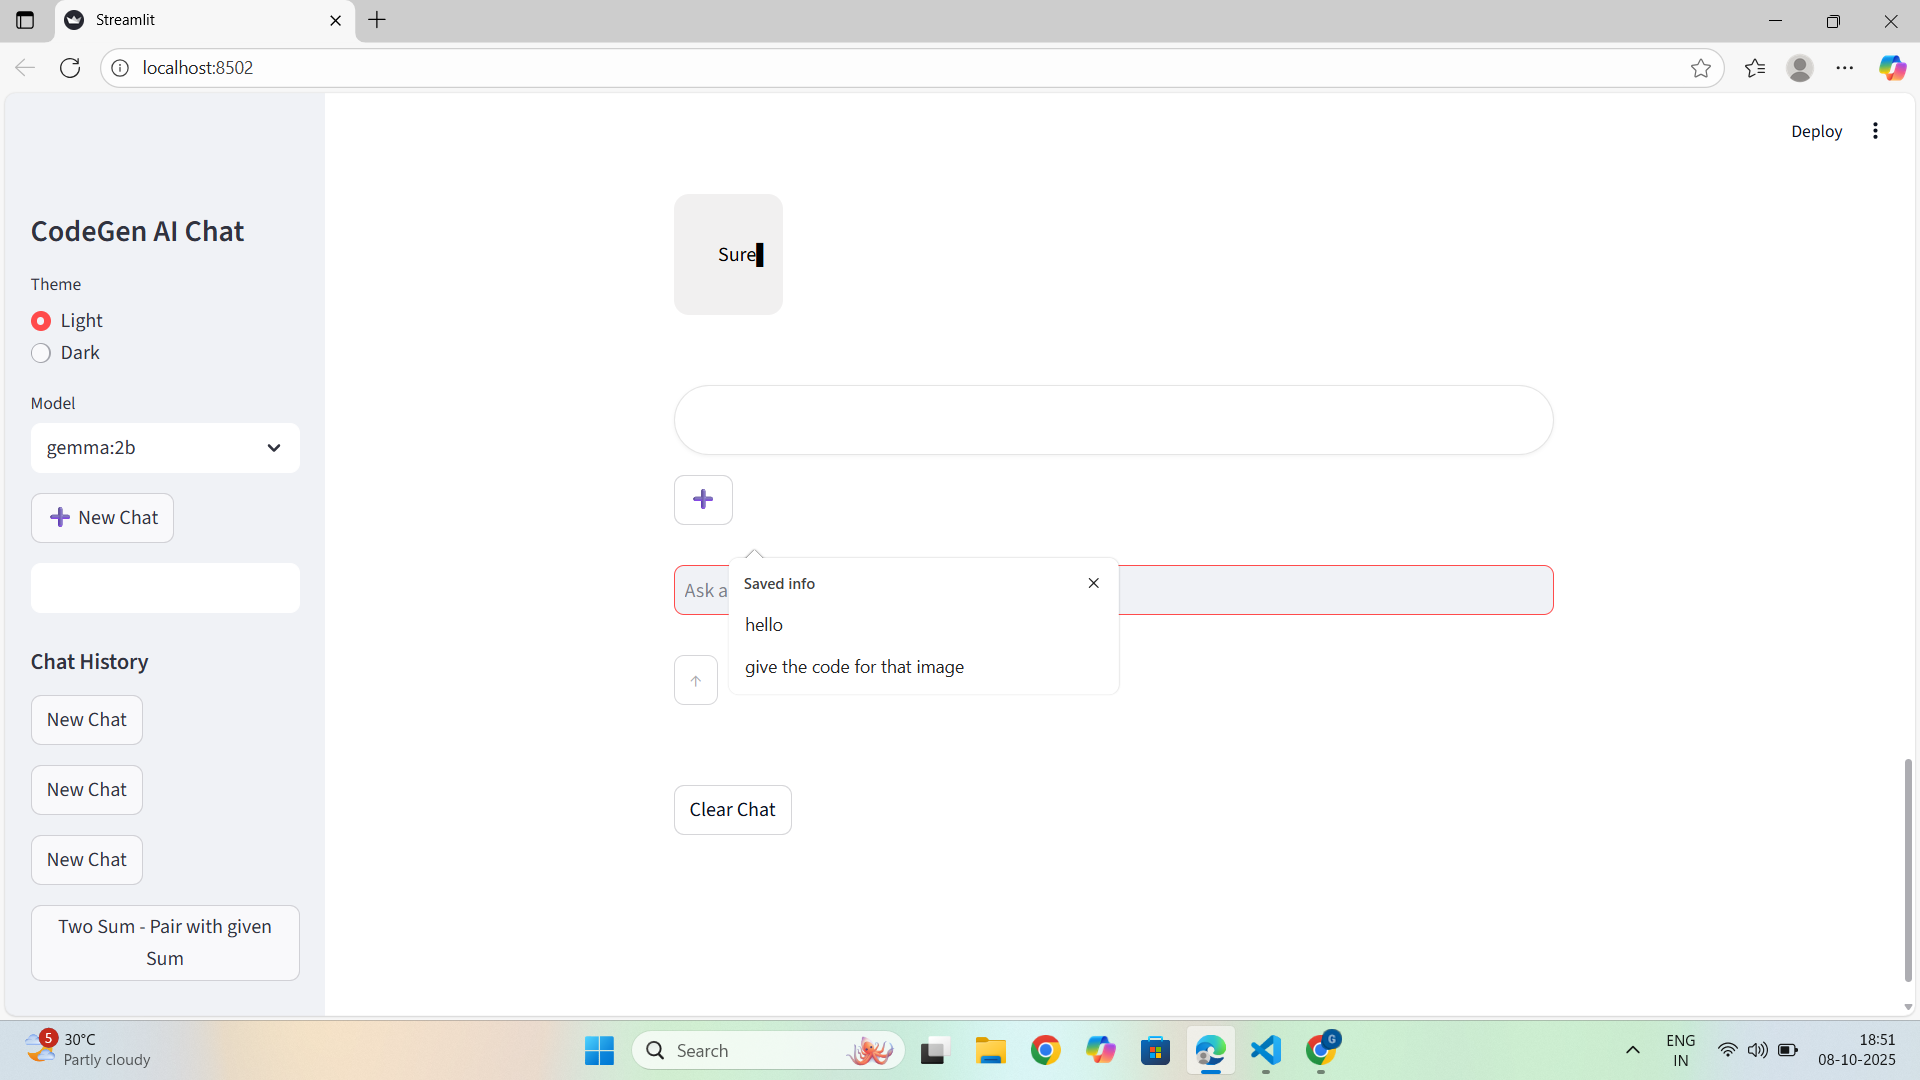 Streamlit
localhost:8502
Deploy
CodeGen AI Chat
Theme
Light
Dark
Model
gemma:2b
New Chat
Chat History
New Chat
New Chat
New Chat
Two Sum - Pair with given
Sum
Sure
Ask a
Saved info
hello
give the code for that image
Clear Chat
5
30°C
Partly cloudy
Search
G
ENG
IN
18:51
08-10-2025